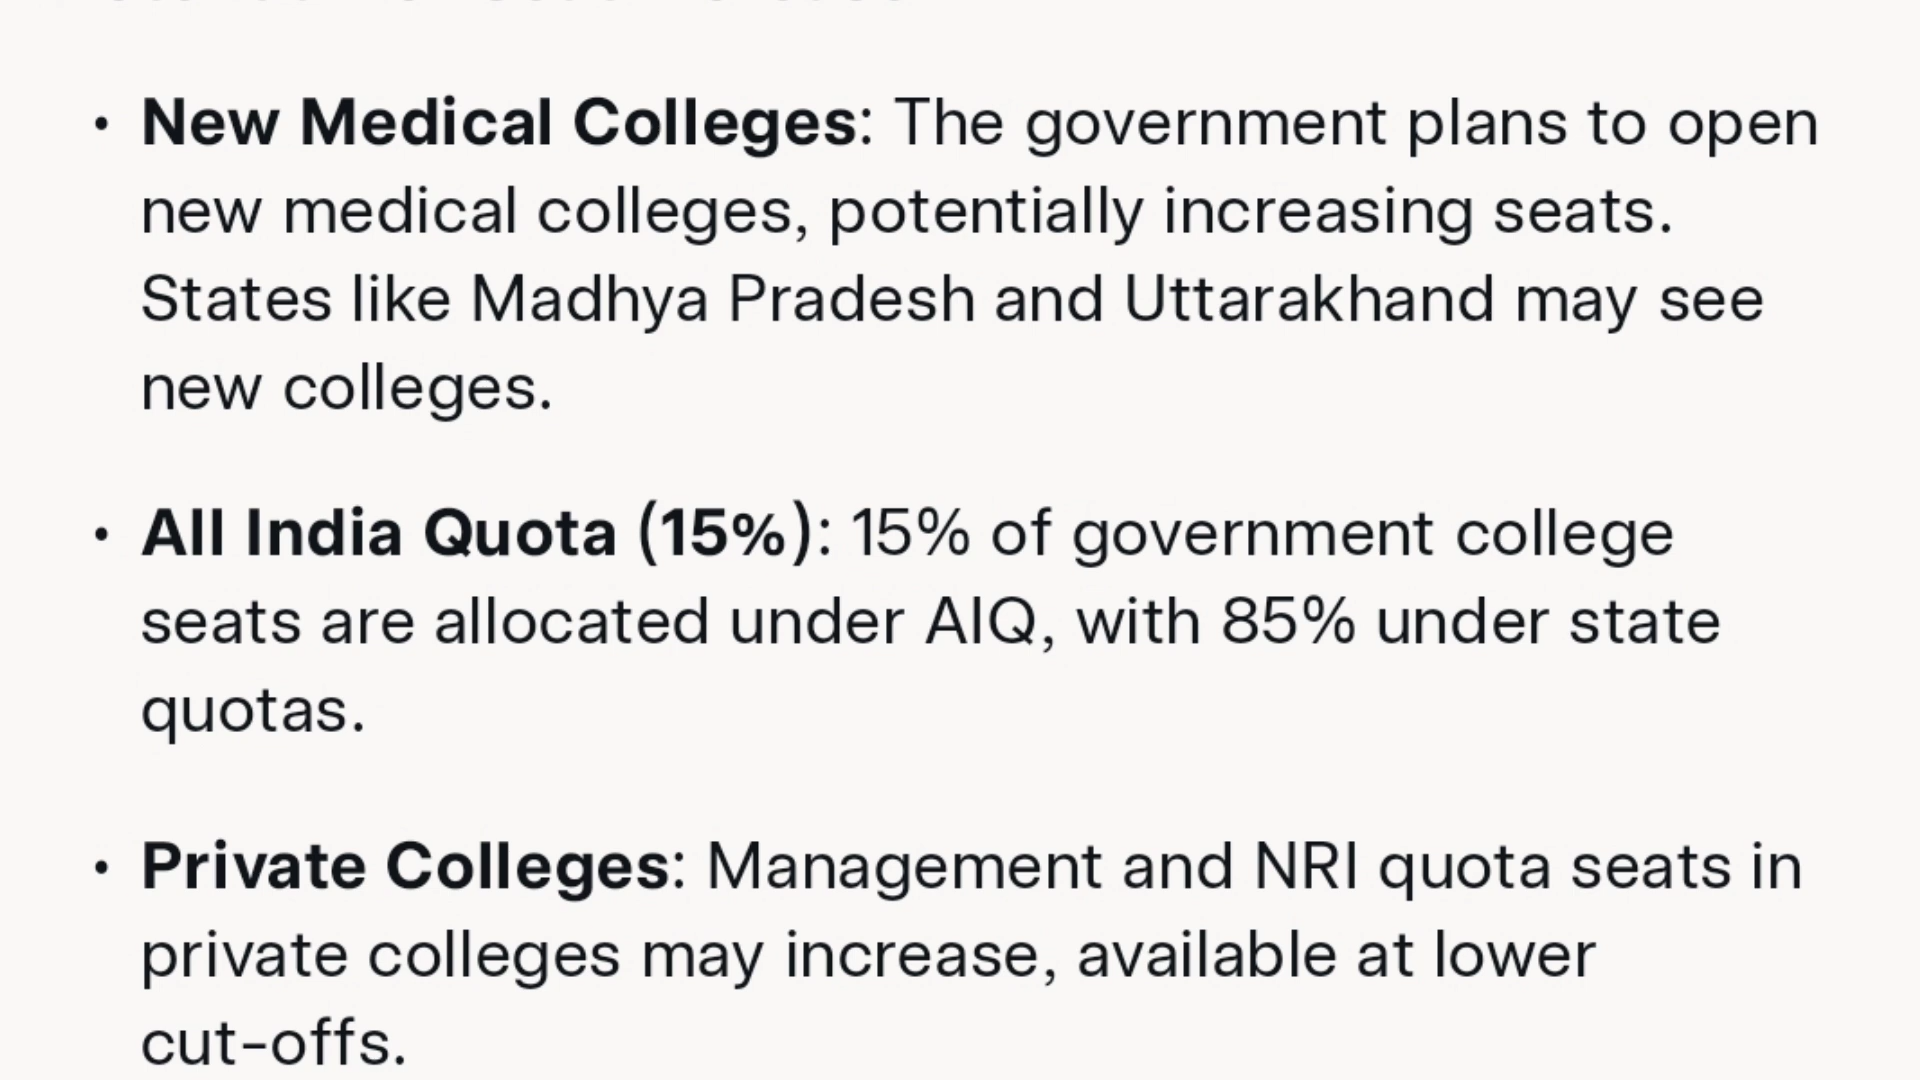 • New Medical Colleges: The government plans to open
new medical colleges, potentially increasing seats.
States like Madhya Pradesh and Uttarakhand may see
new colleges.
• All India Quota (15%): 15% of government college
seats are allocated under AIQ, with 85% under state
quotas.
• Private Colleges: Management and NRI quota seats in
private colleges may increase, available at lower
cut-offs.